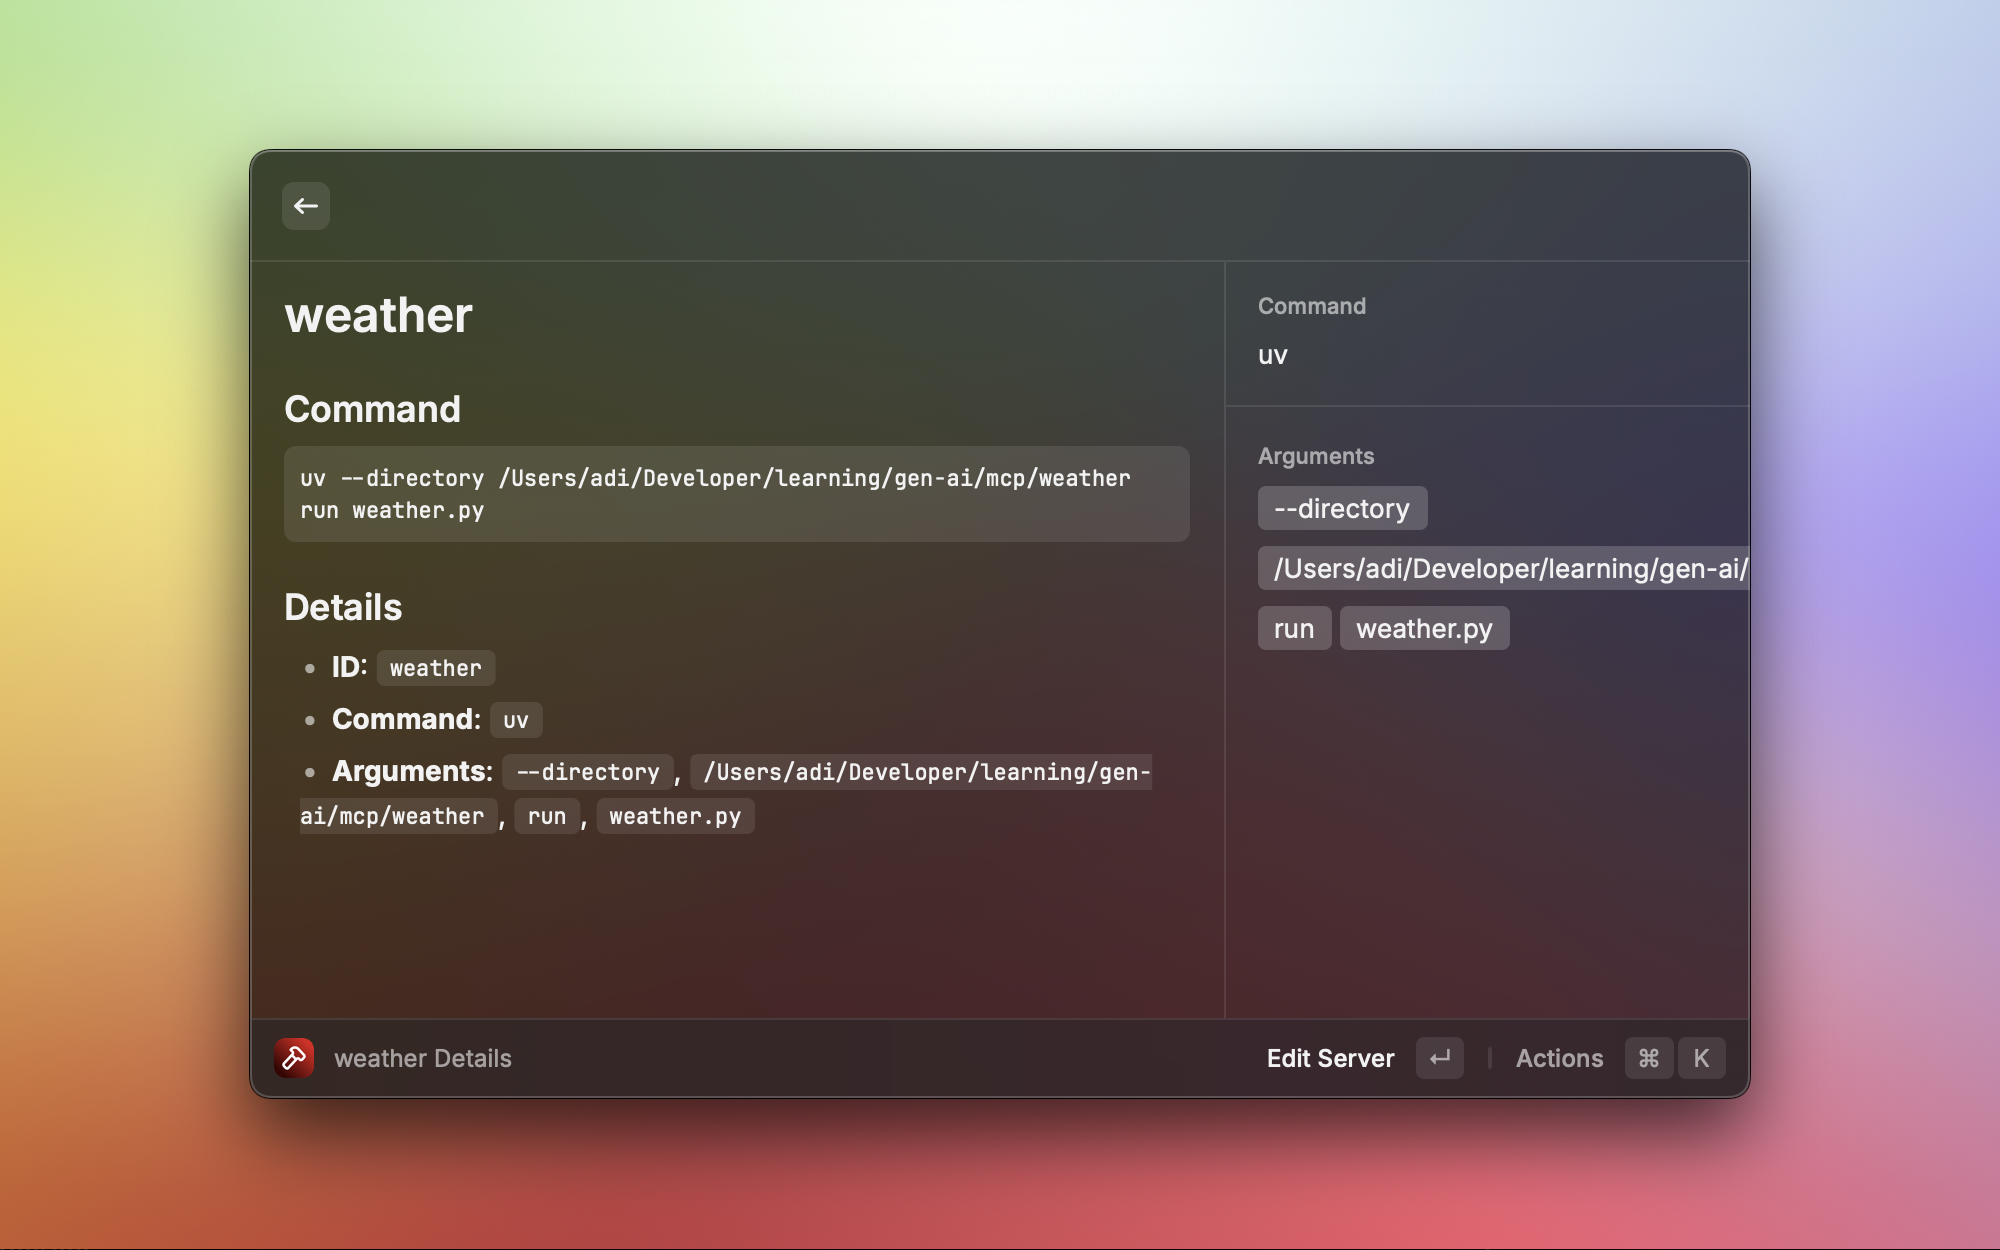 weather
Command
uv --directory /Users/adi/Developer/learning/gen-ai/mcp/weather
run weather.py
Details
• ID: weather
• Command: uv
• Arguments: --directory, /Users/adi/Developer/learning/gen-
ai/mcp/weather, run, weather.py
Command
uv
Arguments
--directory
/Users/adi/Developer/learning/gen-ai/
run weather.py
weather Details
Edit Server ↵ Actions ⌘ K